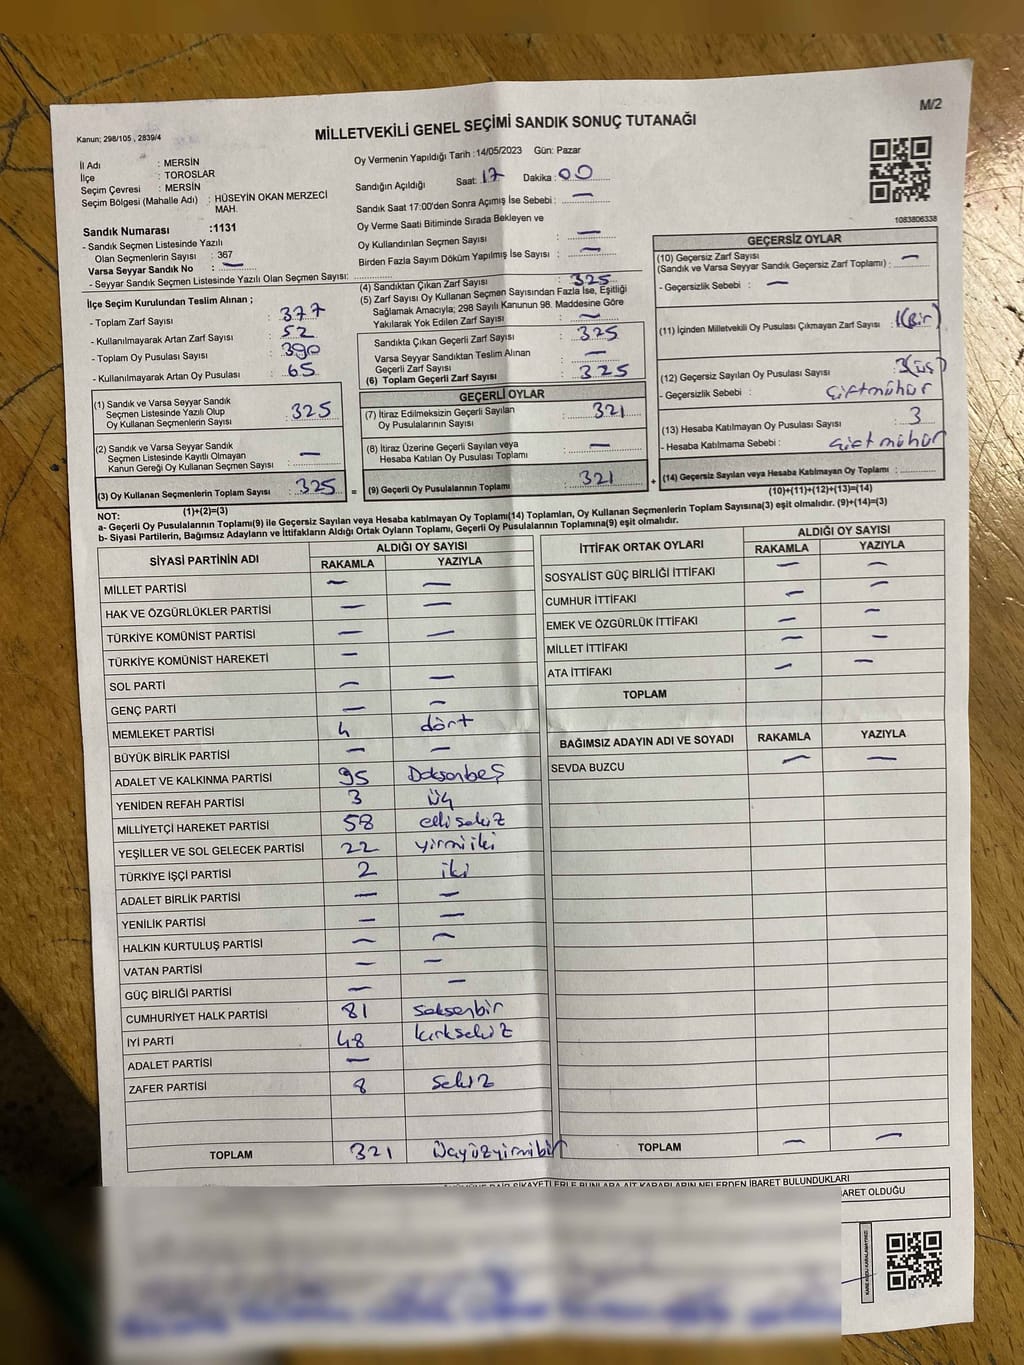 M/2
Kanun; 298/105 , 2839/4
MİLLETVEKİLİ GENEL SEÇİMİ SANDIK SONUÇ TUTANAĞI
İl Adı : MERSİN
İlçe : TOROSLAR
Seçim Çevresi : MERSİN
Seçim Bölgesi (Mahalle Adı) : HÜSEYİN OKAN MERZECİ MAH.
Sandık Numarası :1131
- Sandık Seçmen Listesinde Yazılı
Olan Seçmenlerin Sayısı : 367
Varsa Seyyar Sandık No : —
- Seyyar Sandık Seçmen Listesinde Yazılı Olan Seçmen Sayısı:
Oy Vermenin Yapıldığı Tarih :14/05/2023 Gün: Pazar
Sandığın Açıldığı Saat: 17 Dakika : 00
Sandık Saat 17:00'den Sonra Açımış İse Sebebi : —
Oy Verme Saati Bitiminde Sırada Bekleyen ve
Oy Kullandırılan Seçmen Sayısı : —
Birden Fazla Sayım Döküm Yapılmış İse Sayısı : —
1083806338
İlçe Seçim Kurulundan Teslim Alınan ;
- Toplam Zarf Sayısı : 377
- Kullanılmayarak Artan Zarf Sayısı : 52
- Toplam Oy Pusulası Sayısı : 390
- Kullanılmayarak Artan Oy Pusulası : 65
(1) Sandık ve Varsa Seyyar Sandık
Seçmen Listesinde Yazılı Olup
Oy Kullanan Seçmenlerin Sayısı : 325
(2) Sandık ve Varsa Seyyar Sandık
Seçmen Listesinde Kayıtlı Olmayan
Kanun Gereği Oy Kullanan Seçmen Sayısı : —
(3) Oy Kullanan Seçmenlerin Toplam Sayısı : 325 =
(1)+(2)=(3)
(4) Sandıktan Çıkan Zarf Sayısı : 325
(5) Zarf Sayısı Oy Kullanan Seçmen Sayısından Fazla İse, Eşitliği
Sağlamak Amacıyla; 298 Sayılı Kanunun 98. Maddesine Göre
Yakılarak Yok Edilen Zarf Sayısı : —
Sandıkta Çıkan Geçerli Zarf Sayısı : 325
Varsa Seyyar Sandıktan Teslim Alınan
Geçerli Zarf Sayısı : —
(6) Toplam Geçerli Zarf Sayısı : 325
GEÇERLİ OYLAR
(7) İtiraz Edilmeksizin Geçerli Sayılan
Oy Pusulalarının Sayısı : 321
(8) İtiraz Üzerine Geçerli Sayılan veya
Hesaba Katılan Oy Pusulası Toplamı : —
(9) Geçerli Oy Pusulalarının Toplamı : 321 +
GEÇERSİZ OYLAR
(10) Geçersiz Zarf Sayısı
(Sandık ve Varsa Seyyar Sandık Geçersiz Zarf Toplamı) : —
- Geçersizlik Sebebi : —
(11) İçinden Milletvekili Oy Pusulası Çıkmayan Zarf Sayısı : 1(Bir)
(12) Geçersiz Sayılan Oy Pusulası Sayısı : 3(üç)
- Geçersizlik Sebebi : çift mühür
(13) Hesaba Katılmayan Oy Pusulası Sayısı : 3
- Hesaba Katılmama Sebebi : çift mühür
(14) Geçersiz Sayılan veya Hesaba Katılmayan Oy Toplamı :
(10)+(11)+(12)+(13)=(14)
NOT:
a- Geçerli Oy Pusulalarının Toplamı(9) ile Geçersiz Sayılan veya Hesaba katılmayan Oy Toplamı(14) Toplamları, Oy Kullanan Seçmenlerin Toplam Sayısına(3) eşit olmalıdır. (9)+(14)=(3)
b- Siyasi Partilerin, Bağımsız Adayların ve İttifakların Aldığı Ortak Oyların Toplamı, Geçerli Oy Pusulalarının Toplamına(9) eşit olmalıdır.
SİYASİ PARTİNİN ADI ALDIĞI OY SAYISI
RAKAMLA YAZIYLA
MİLLET PARTİSİ — —
HAK VE ÖZGÜRLÜKLER PARTİSİ — —
TÜRKİYE KOMÜNİST PARTİSİ — —
TÜRKİYE KOMÜNİST HAREKETİ —
SOL PARTİ — —
GENÇ PARTİ — —
MEMLEKET PARTİSİ 4 dört
BÜYÜK BİRLİK PARTİSİ — —
ADALET VE KALKINMA PARTİSİ 95 Doksanbeş
YENİDEN REFAH PARTİSİ 3 üç
MİLLİYETÇİ HAREKET PARTİSİ 58 ellisekiz
YEŞİLLER VE SOL GELECEK PARTİSİ 22 yirmiiki
TÜRKİYE İŞÇİ PARTİSİ 2 iki
ADALET BİRLİK PARTİSİ — —
YENİLİK PARTİSİ — —
HALKIN KURTULUŞ PARTİSİ — —
VATAN PARTİSİ — —
GÜÇ BİRLİĞİ PARTİSİ — —
CUMHURİYET HALK PARTİSİ 81 seksenbir
İYİ PARTİ 48 kırksekiz
ADALET PARTİSİ —
ZAFER PARTİSİ 8 sekiz
TOPLAM 321 üçyüzyirmibir
İTTİFAK ORTAK OYLARI ALDIĞI OY SAYISI
RAKAMLA YAZIYLA
SOSYALİST GÜÇ BİRLİĞİ İTTİFAKI — —
CUMHUR İTTİFAKI — —
EMEK VE ÖZGÜRLÜK İTTİFAKI — —
MİLLET İTTİFAKI — —
ATA İTTİFAKI — —
TOPLAM
BAĞIMSIZ ADAYIN ADI VE SOYADI RAKAMLA YAZIYLA
SEVDA BUZCU — —
TOPLAM — —
ŞİKAYETLERLE BUNLARA AİT KARARLARIN NELERDEN İBARET BULUNDUKLARI
OLDUĞU